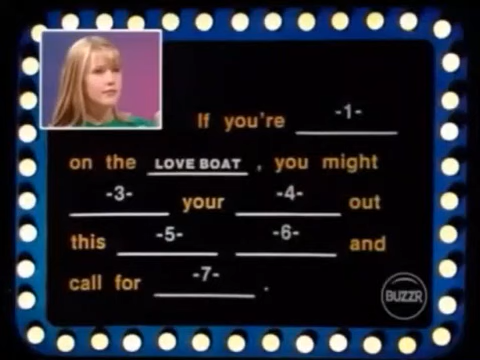 If you're -1-
on the LOVE BOAT , you might
-3- your -4- out
this -5- -6- and
call for -7- .
BUZZR